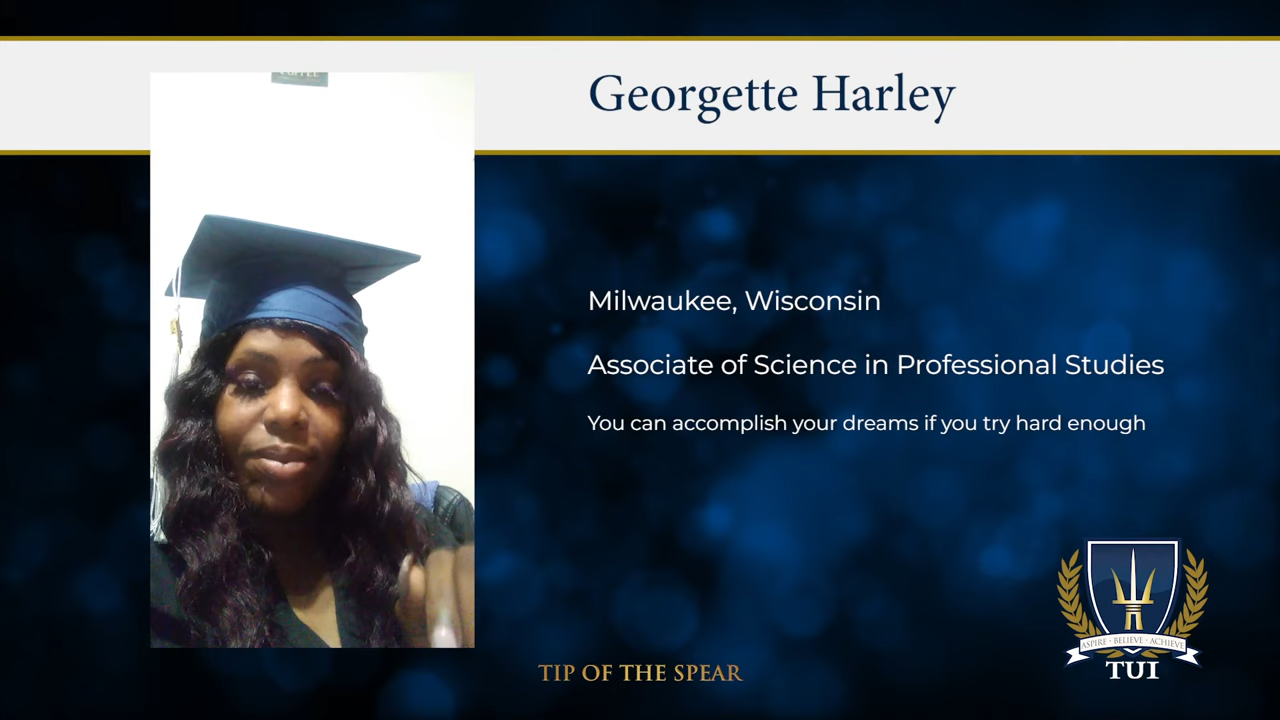 Georgette Harley
Milwaukee, Wisconsin
Associate of Science in Professional Studies
You can accomplish your dreams if you try hard enough
ASPIRE · BELIEVE · ACHIEVE
TUI
TIP OF THE SPEAR